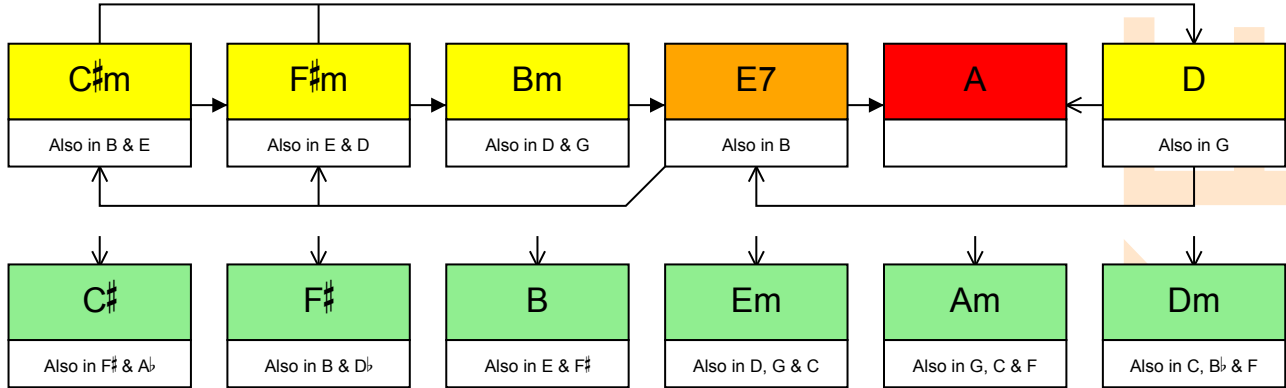 C♯m F♯m Bm E7 A D
Also in B & E Also in E & D Also in D & G Also in B Also in G
C♯ F♯ B Em Am Dm
Also in F♯ & A♭ Also in B & D♭ Also in E & F♯ Also in D, G & C Also in G, C & F Also in C, B♭ & F